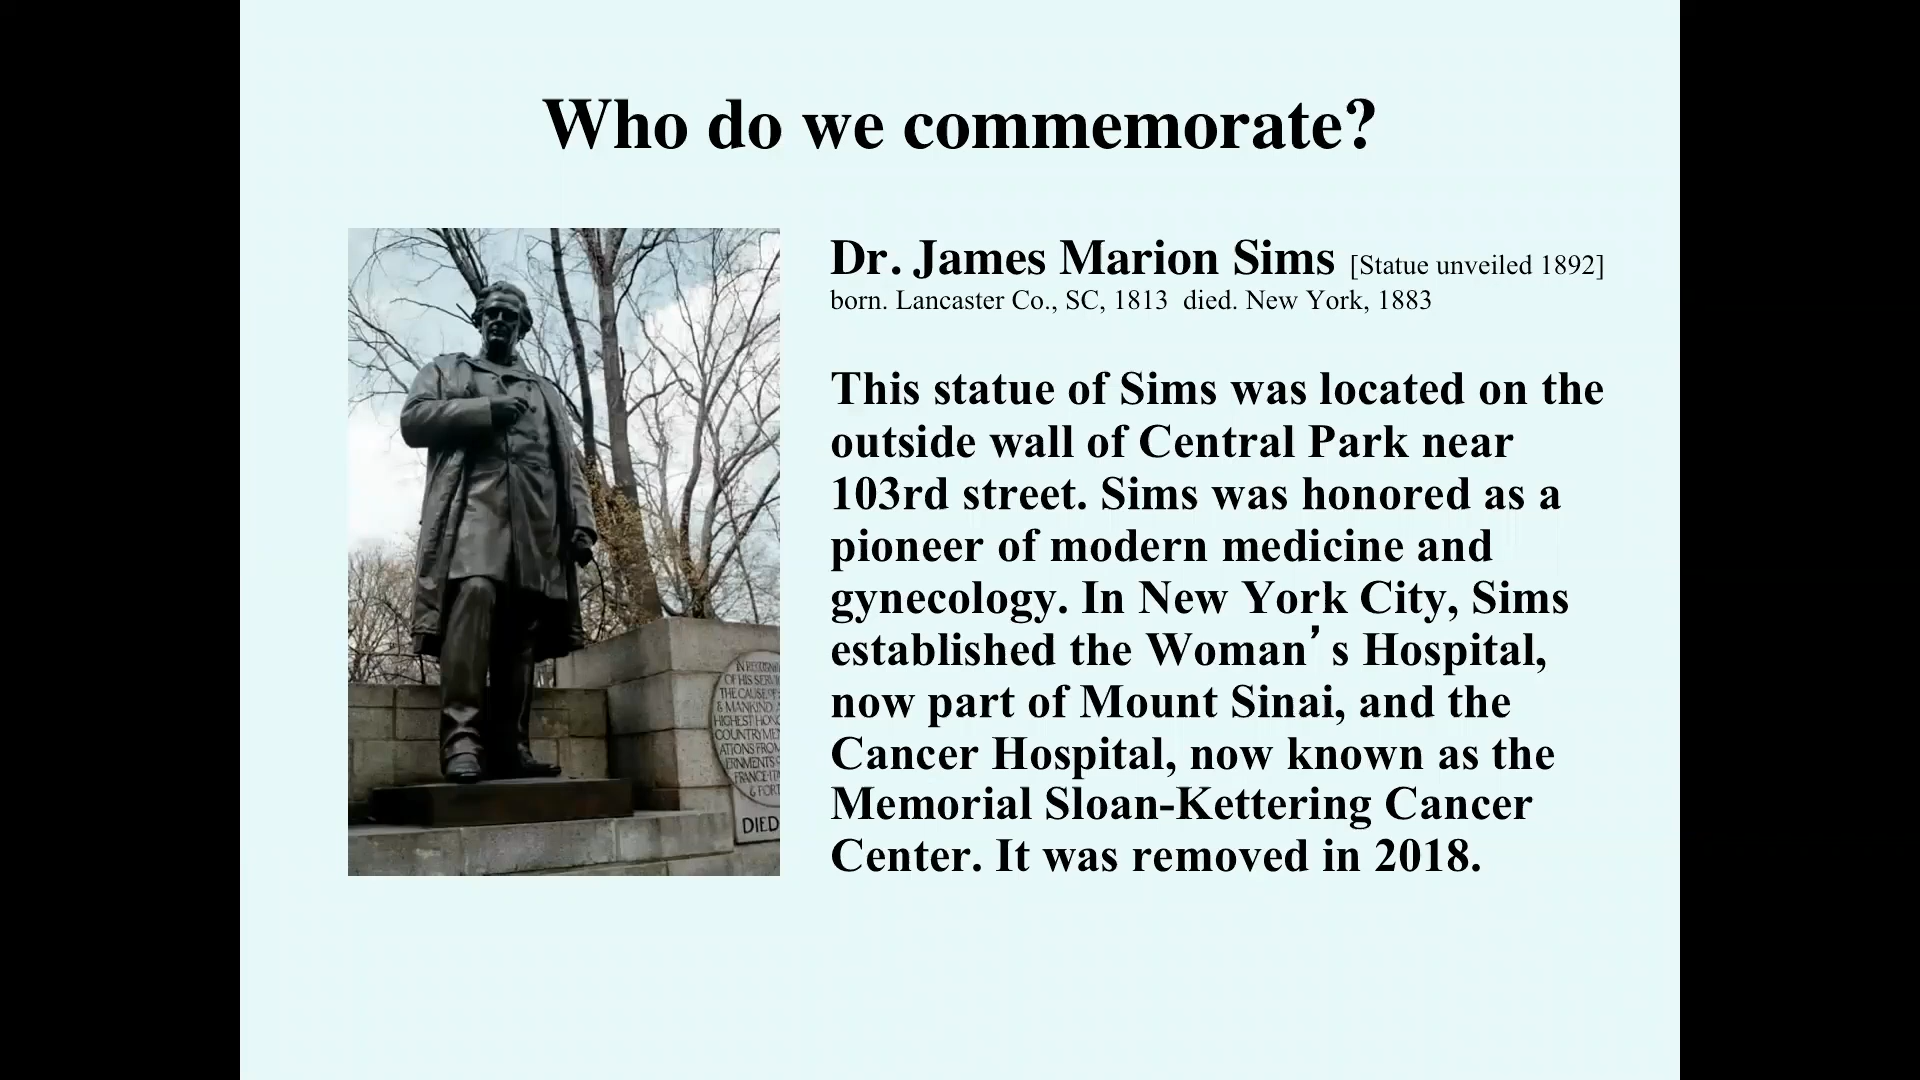 Who do we commemorate?
Dr. James Marion Sims [Statue unveiled 1892]
born. Lancaster Co., SC, 1813 died. New York, 1883
This statue of Sims was located on the
outside wall of Central Park near
103rd street. Sims was honored as a
pioneer of modern medicine and
gynecology. In New York City, Sims
established the Woman’s Hospital,
now part of Mount Sinai, and the
Cancer Hospital, now known as the
Memorial Sloan-Kettering Cancer
Center. It was removed in 2018.
OF HIS
THE CAUSE OF
& MANKIND
HIGHEST
COUNTRYMEN
ATIONS FROM
DIED